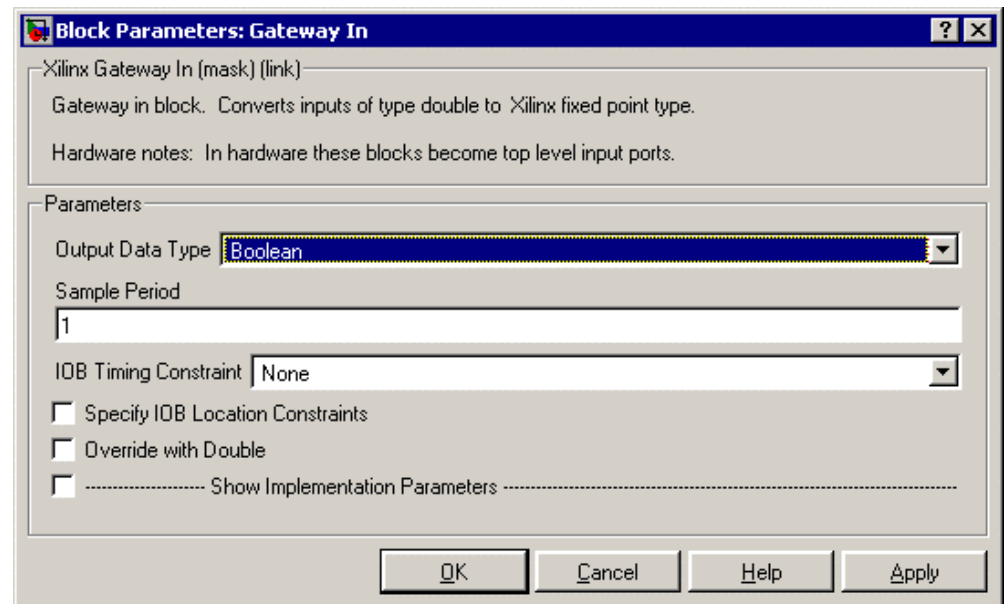 Block Parameters: Gateway In
Xilinx Gateway In (mask) (link)
Gateway in block. Converts inputs of type double to Xilinx fixed point type.
Hardware notes: In hardware these blocks become top level input ports.
Parameters
Output Data Type Boolean
Sample Period
1
IOB Timing Constraint None
Specify IOB Location Constraints
Override with Double
--------------------- Show Implementation Parameters --------------------------------------------------------------------------------
OK Cancel Help Apply